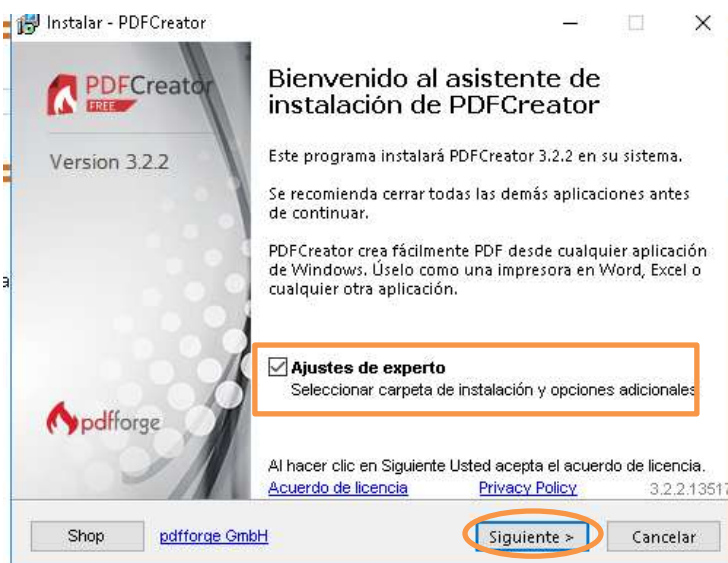 Instalar - PDFCreator
PDFCreator
FREE
Version 3.2.2
Bienvenido al asistente de
instalación de PDFCreator
Este programa instalará PDFCreator 3.2.2 en su sistema.
Se recomienda cerrar todas las demás aplicaciones antes
de continuar.
PDFCreator crea fácilmente PDF desde cualquier aplicación
de Windows. Úselo como una impresora en Word, Excel o
cualquier otra aplicación.
Ajustes de experto
Seleccionar carpeta de instalación y opciones adicionales
pdfforge
Al hacer clic en Siguiente Usted acepta el acuerdo de licencia.
Acuerdo de licencia Privacy Policy 3.2.2.13517
Shop pdfforge GmbH Siguiente > Cancelar